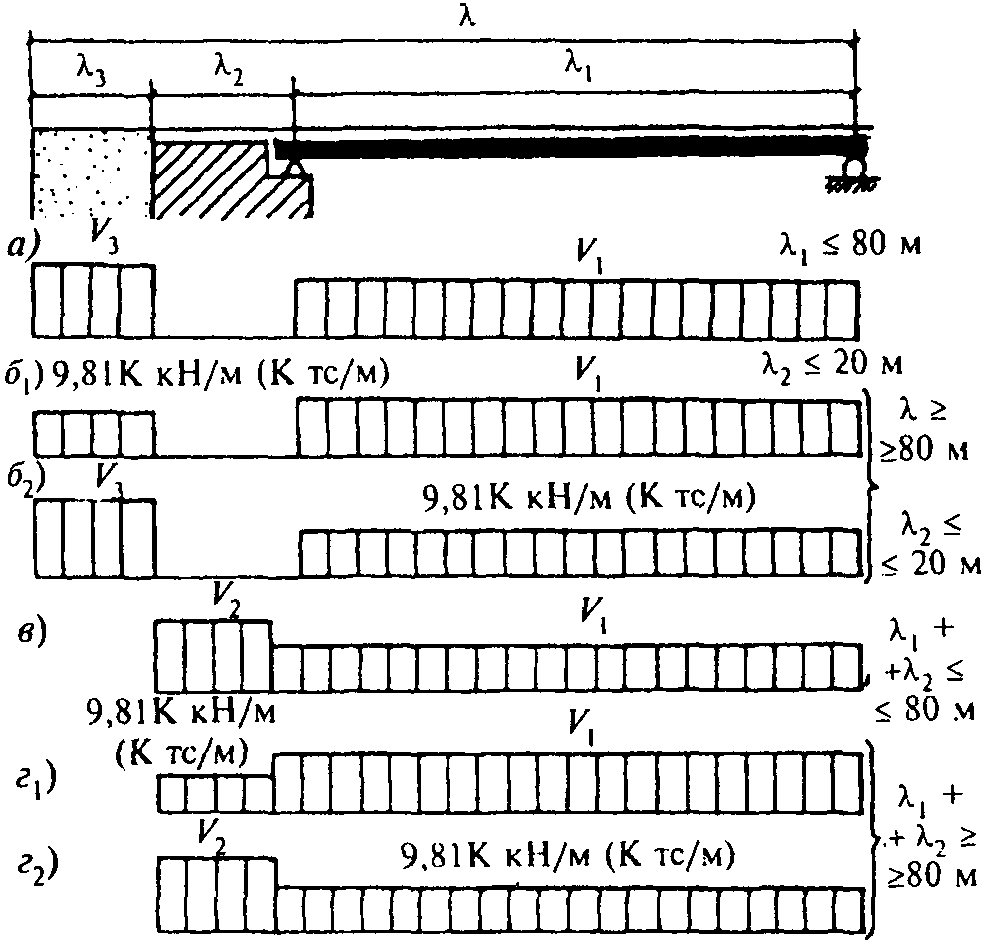 λ
λ₃ λ₂ λ₁
а) V₃ V₁ λ₁ ≤ 80 м
б₁) 9,81K кН/м (K тс/м) V₁ λ₂ ≤ 20 м
λ ≥
≥80 м
б₂) V₃ 9,81K кН/м (K тс/м)
λ₂ ≤
≤ 20 м
в) V₂ V₁ λ₁ +
+λ₂ ≤
≤ 80 м
9,81K кН/м
(K тс/м)
V₁
г₁)
λ₁ +
+ λ₂ ≥
≥80 м
г₂) V₂ 9,81K кН/м (K тс/м)